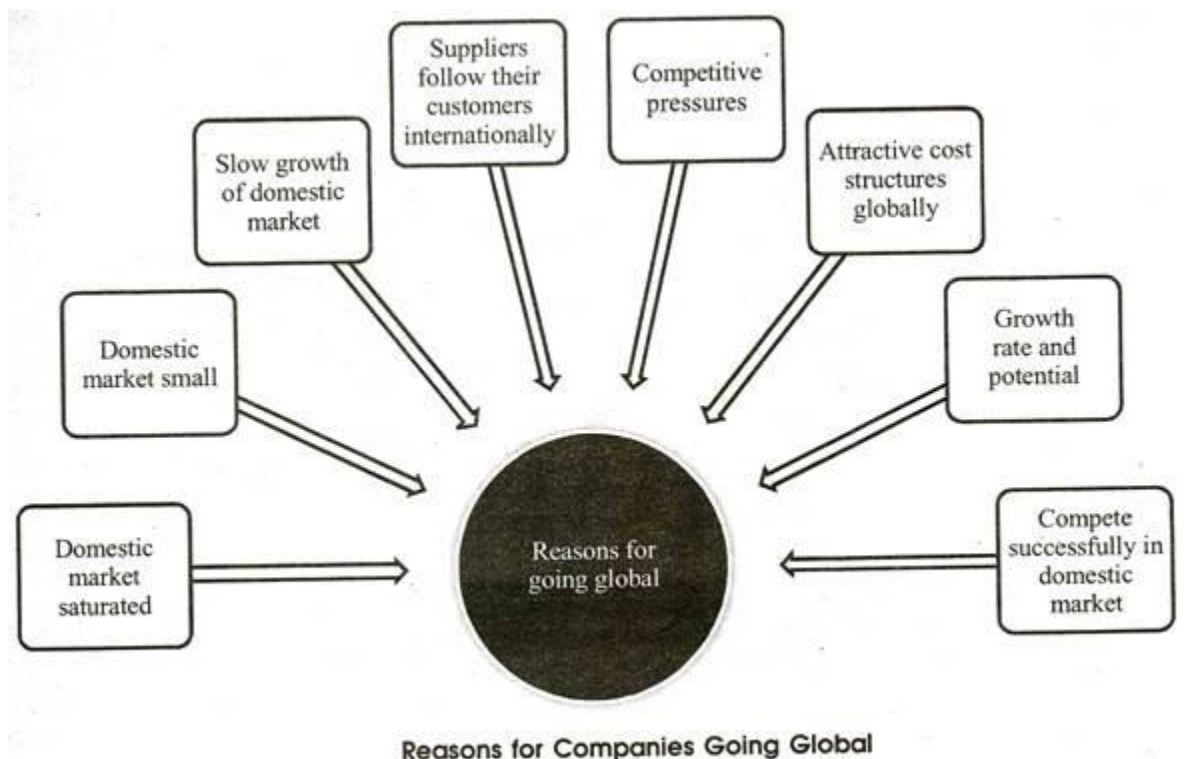 Suppliers
follow their
customers
internationally
Competitive
pressures
Slow growth
of domestic
market
Attractive cost
structures
globally
Domestic
market small
Growth
rate and
potential
Domestic
market
saturated
Reasons for
going global
Compete
successfully in
domestic
market
Reasons for Companies Going Global